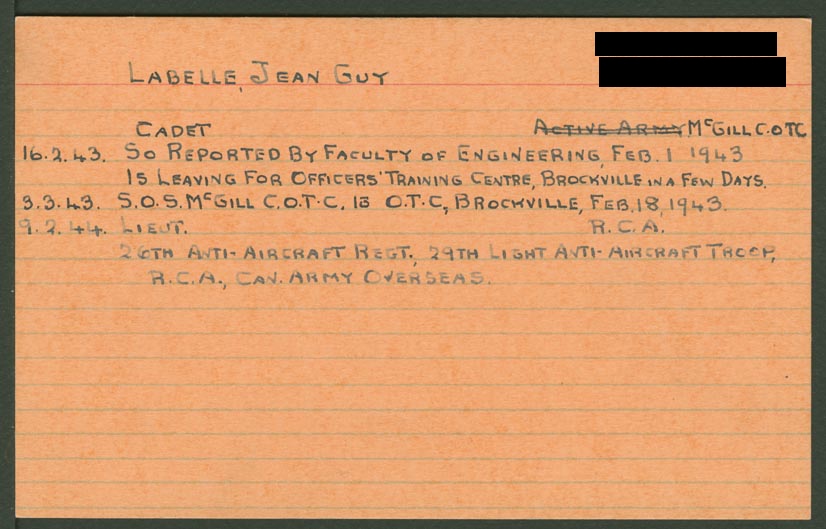 LABELLE, JEAN GUY
CADET ACTIVE ARMY McGILL C.O.T.C
16.2.43. SO REPORTED BY FACULTY OF ENGINEERING, FEB. 1 1943
IS LEAVING FOR OFFICERS' TRAINING CENTRE, BROCKVILLE IN A FEW DAYS.
3.3.43. S.O.S. McGILL C.O.T.C. TO O.T.C, BROCKVILLE, FEB. 18, 1943.
9.2.44. LIEUT. R.C.A.
26TH ANTI-AIRCRAFT REGT., 29TH LIGHT ANTI-AIRCRAFT TROOP,
R.C.A., CAN. ARMY OVERSEAS.